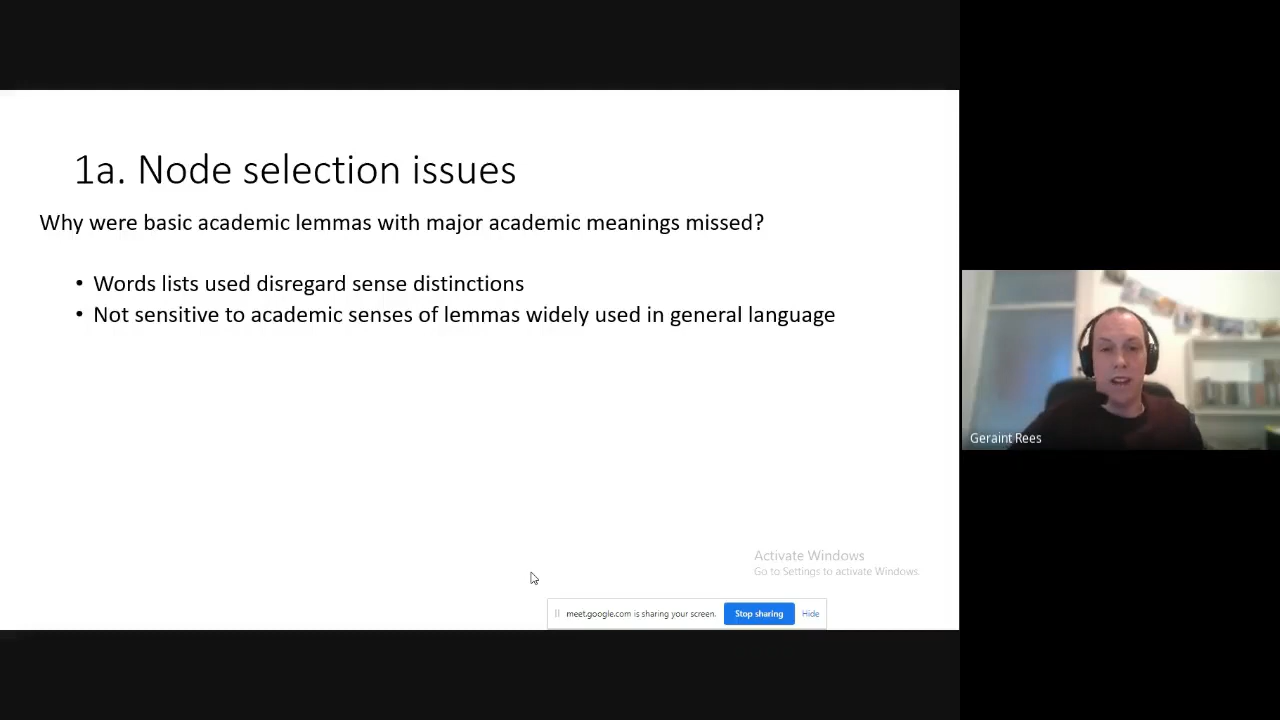 1a. Node selection issues
Why were basic academic lemmas with major academic meanings missed?
• Words lists used disregard sense distinctions
• Not sensitive to academic senses of lemmas widely used in general language
Geraint Rees
Activate Windows
Go to Settings to activate Windows.
meet.google.com is sharing your screen.
Stop sharing
Hide